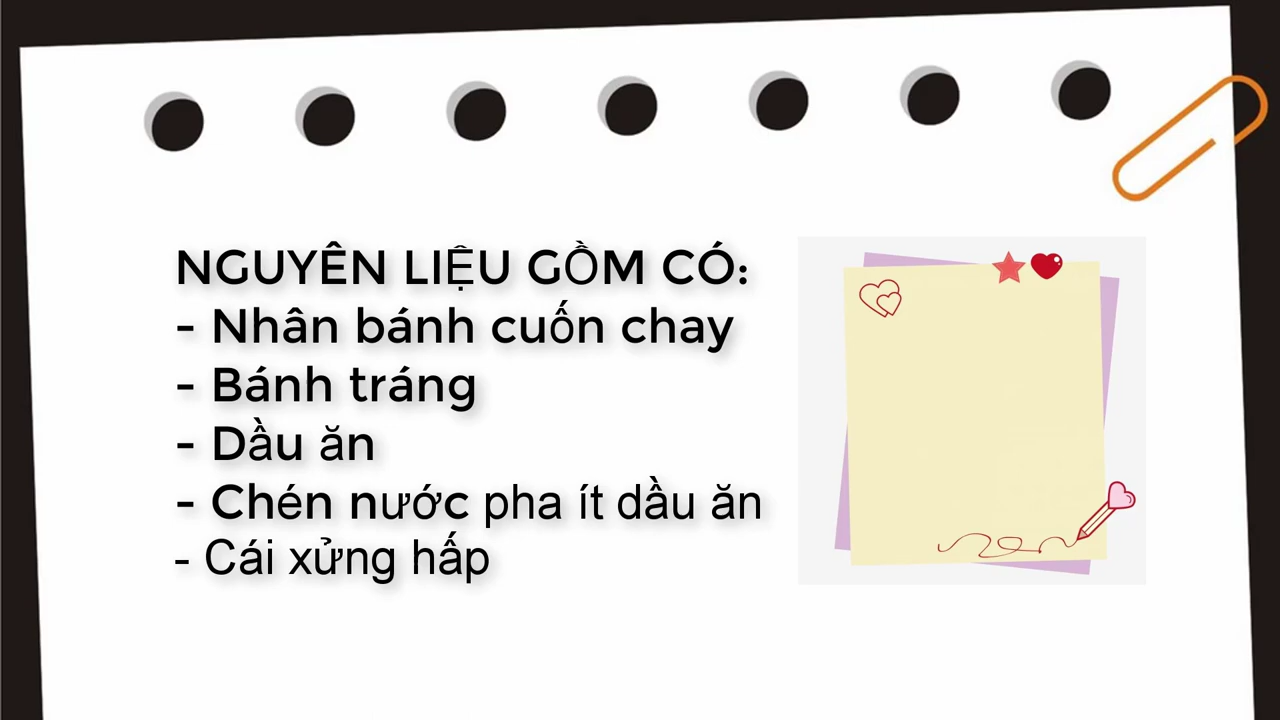 NGUYÊN LIỆU GỒM CÓ:
- Nhân bánh cuốn chay
- Bánh tráng
- Dầu ăn
- Chén nước pha ít dầu ăn
- Cái xửng hấp